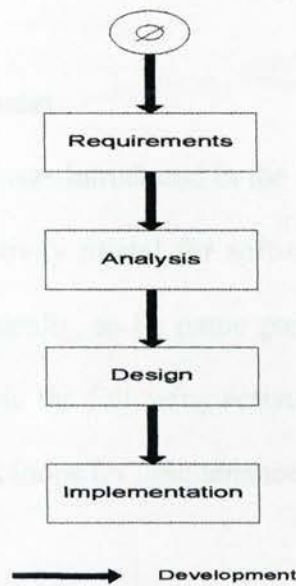 ∅
Requirements
Analysis
Design
Implementation
Development